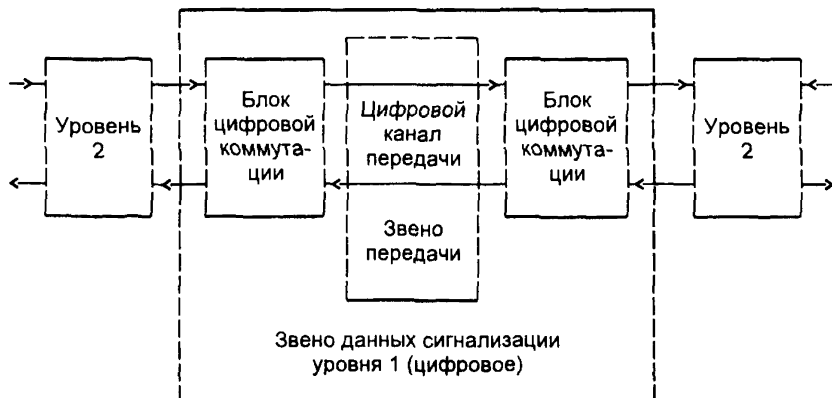 Уровень
2
Блок
цифровой
коммута-
ции
Цифровой
канал
передачи
Звено
передачи
Блок
цифровой
коммута-
ции
Уровень
2
Звено данных сигнализации
уровня 1 (цифровое)